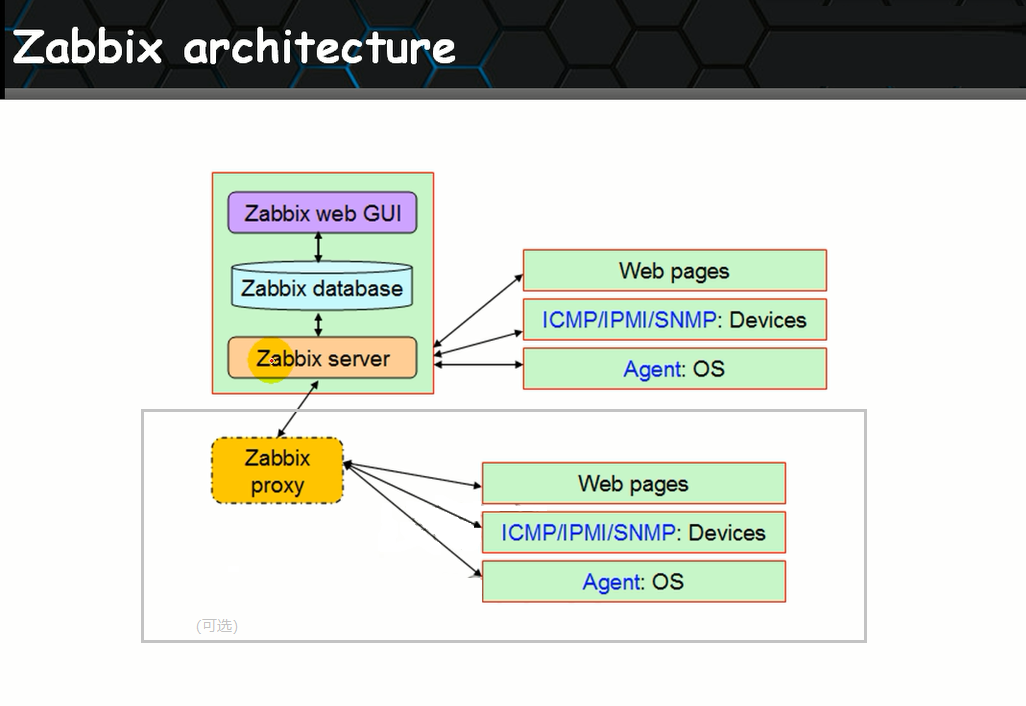 Zabbix architecture
Zabbix web GUI
Zabbix database
Zabbix server
Web pages
ICMP/IPMI/SNMP: Devices
Agent: OS
Zabbix
proxy
Web pages
ICMP/IPMI/SNMP: Devices
Agent: OS
(可选)